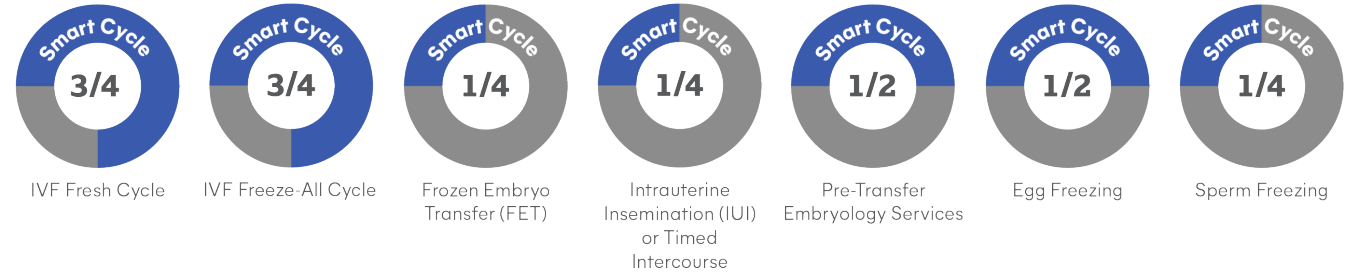 Smart Cycle
3/4
IVF Fresh Cycle
Smart Cycle
3/4
IVF Freeze-All Cycle
Smart Cycle
1/4
Frozen Embryo
Transfer (FET)
Smart Cycle
1/4
Intrauterine
Insemination (IUI)
or Timed
Intercourse
Smart Cycle
1/2
Pre-Transfer
Embryology Services
Smart Cycle
1/2
Egg Freezing
Smart Cycle
1/4
Sperm Freezing